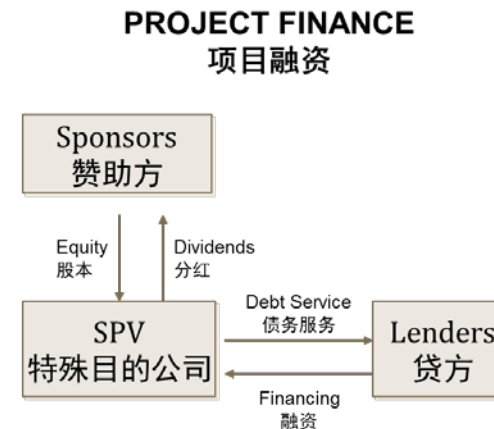 PROJECT FINANCE
项目融资
Sponsors
赞助方
Equity
股本
Dividends
分红
SPV
特殊目的公司
Debt Service
债务服务
Financing
融资
Lenders
贷方